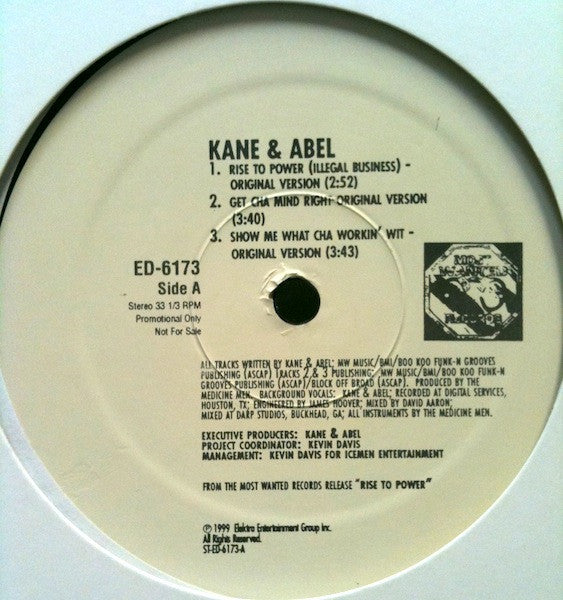 KANE & ABEL
1. RISE TO POWER (ILLEGAL BUSINESS) -
ORIGINAL VERSION (2:52)
2. GET CHA MIND RIGHT-ORIGINAL VERSION
(3:40)
3. SHOW ME WHAT CHA WORKIN' WIT -
ORIGINAL VERSION (3:43)
ED-6173
Side A
Stereo 33 1/3 RPM
Promotional Only
Not For Sale
MOST
WANTED
RECORDS
ALL TRACKS WRITTEN BY KANE & ABEL; MW MUSIC/BMI/BOO KOO FUNK-N GROOVES
PUBLISHING (ASCAP) TRACKS 2 & 3 PUBLISHING: MW MUSIC/BMI/BOO KOO FUNK-N
GROOVES PUBLISHING (ASCAP)/BLOCK OFF BROAD (ASCAP). PRODUCED BY THE
MEDICINE MEN. BACKGROUND VOCALS: KANE & ABEL; RECORDED AT DIGITAL SERVICES,
HOUSTON, TX; ENGINEERED BY JAMES HOOVER; MIXED BY DAVID AARON;
MIXED AT DARP STUDIOS, BUCKHEAD, GA; ALL INSTRUMENTS BY THE MEDICINE MEN.
EXECUTIVE PRODUCERS: KANE & ABEL
PROJECT COORDINATOR: KEVIN DAVIS
MANAGEMENT: KEVIN DAVIS FOR ICEMEN ENTERTAINMENT
FROM THE MOST WANTED RECORDS RELEASE "RISE TO POWER"
℗ 1999 Elektra Entertainment Group Inc.
All Rights Reserved.
ST-ED-6173-A